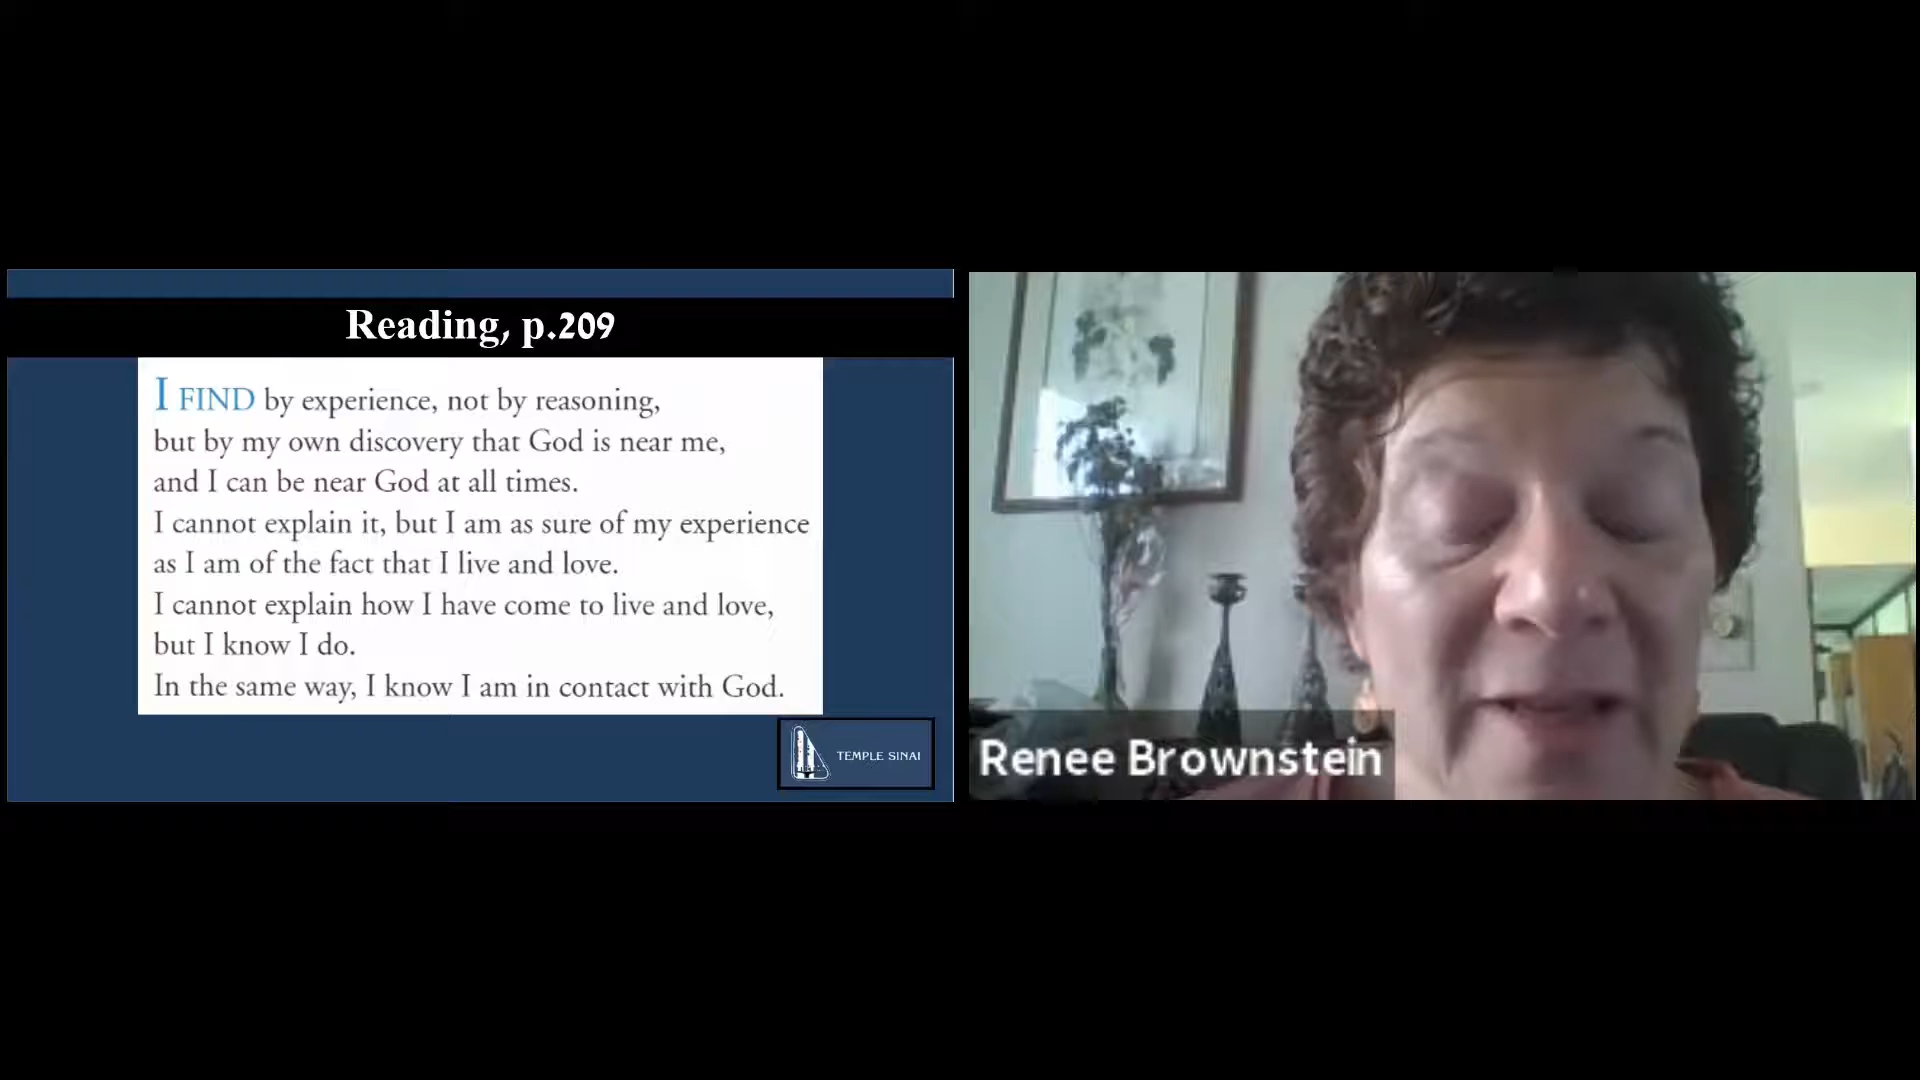 Reading, p.209
I FIND by experience, not by reasoning,
but by my own discovery that God is near me,
and I can be near God at all times.
I cannot explain it, but I am as sure of my experience
as I am of the fact that I live and love.
I cannot explain how I have come to live and love,
but I know I do.
In the same way, I know I am in contact with God.
TEMPLE SINAI
Renee Brownstein